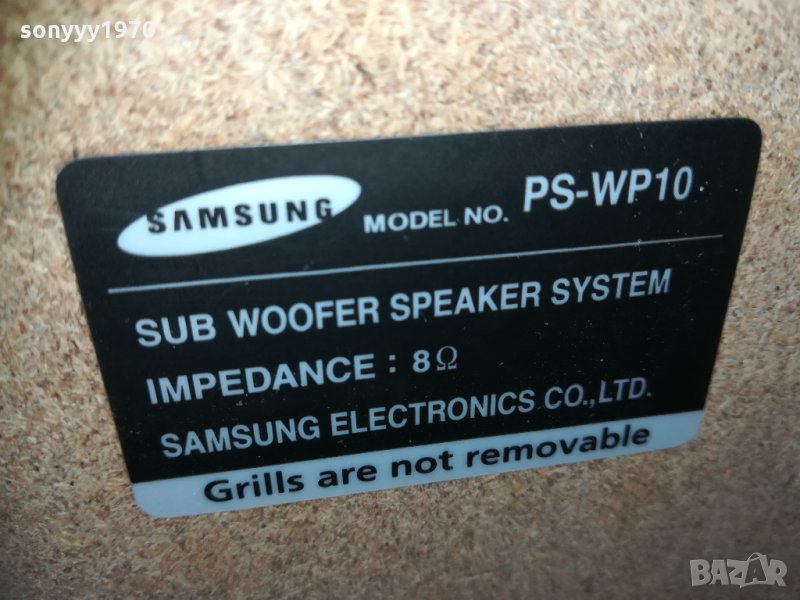 sonyyy1970
SAMSUNG MODEL NO. PS-WP10
SUB WOOFER SPEAKER SYSTEM
IMPEDANCE : 8Ω
SAMSUNG ELECTRONICS CO.,LTD.
Grills are not removable
BAZAR